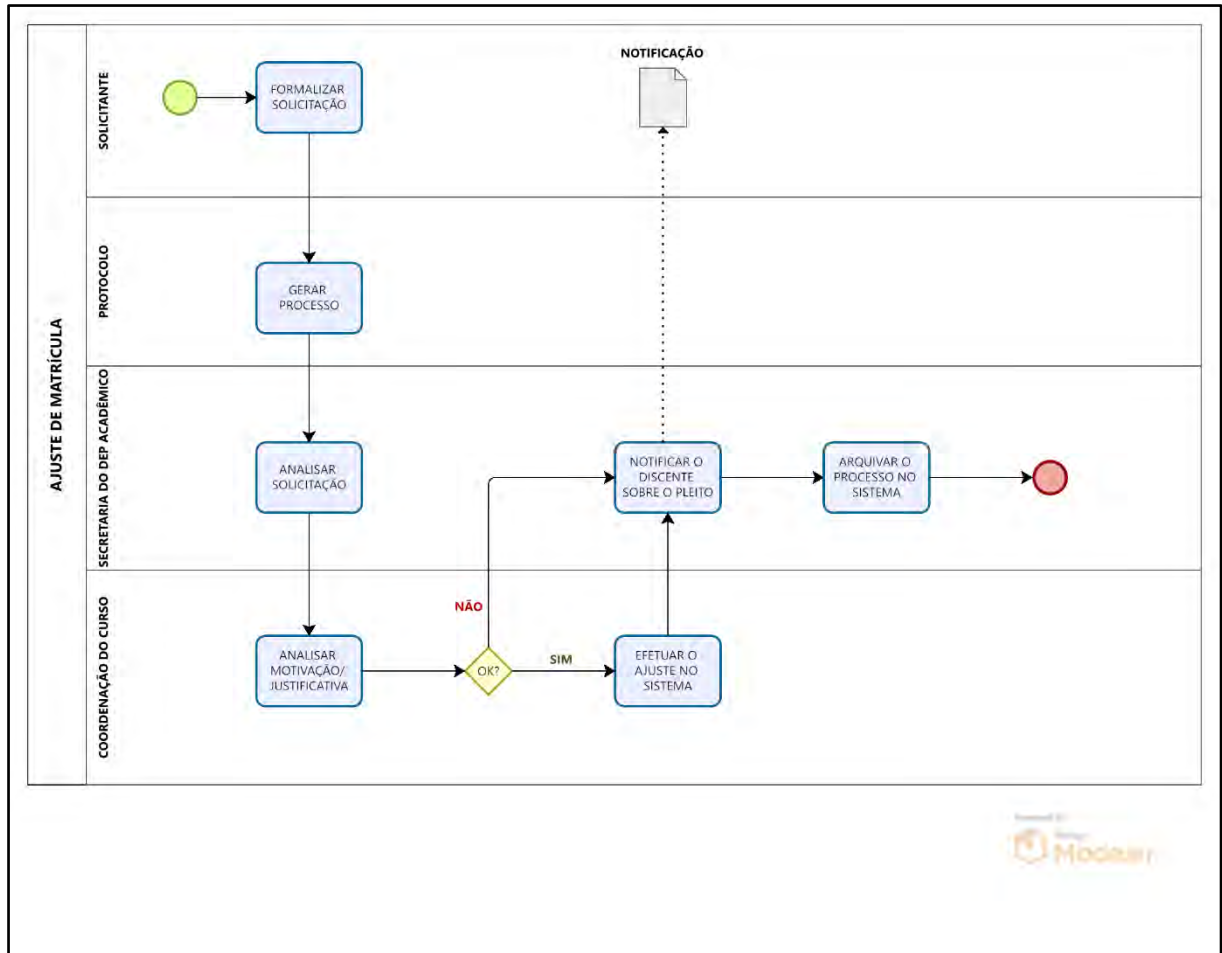 AJUSTE DE MATRÍCULA
SOLICITANTE
FORMALIZAR
SOLICITAÇÃO
NOTIFICAÇÃO
PROTOCOLO
GERAR
PROCESSO
SECRETARIA DO DEP ACADÊMICO
ANALISAR
SOLICITAÇÃO
NOTIFICAR O
DISCENTE
SOBRE O PLEITO
ARQUIVAR O
PROCESSO NO
SISTEMA
COORDENAÇÃO DO CURSO
ANALISAR
MOTIVAÇÃO/
JUSTIFICATIVA
NÃO
OK?
SIM
EFETUAR O
AJUSTE NO
SISTEMA
Modeler